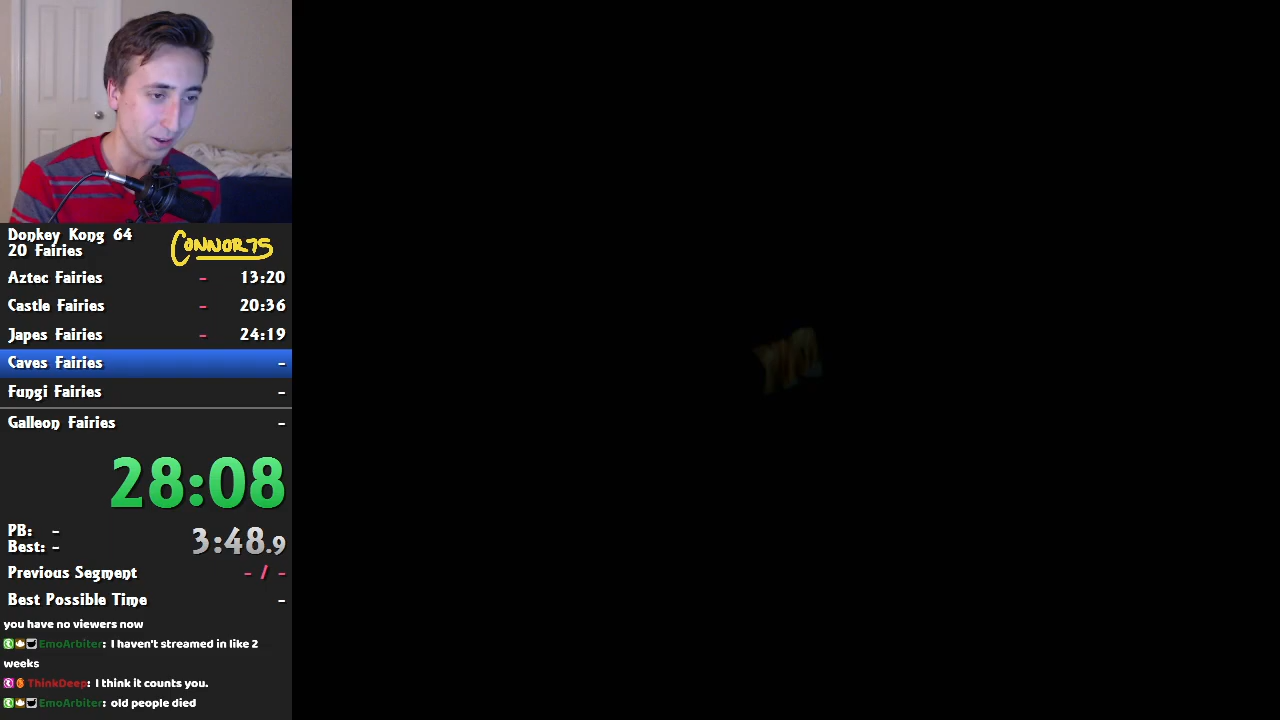 Donkey Kong 64
20 Fairies
CONNOR75
Aztec Fairies - 13:20
Castle Fairies - 20:36
Japes Fairies - 24:19
Caves Fairies -
Fungi Fairies -
Galleon Fairies -
28:08
PB: -
Best: -
3:48.9
Previous Segment - / -
Best Possible Time -
you have no viewers now
EmoArbiter: I haven't streamed in like 2
weeks
ThinkDeep: I think it counts you.
EmoArbiter: old people died